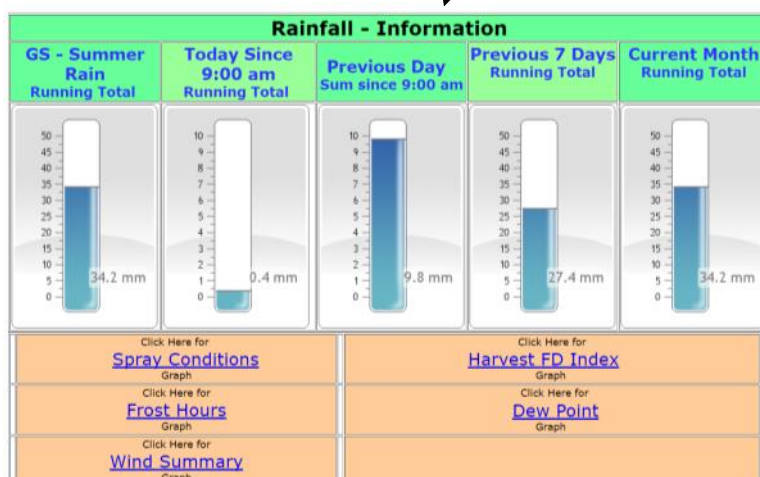 Rainfall - Information
GS - Summer
Rain
Running Total
Today Since
9:00 am
Running Total
Previous Day
Sum since 9:00 am
Previous 7 Days
Running Total
Current Month
Running Total
50
45
40
35
30
25
20
15
10
5
0
34.2 mm
10
9
8
7
6
5
4
3
2
1
0
0.4 mm
10
9
8
7
6
5
4
3
2
1
0
9.8 mm
50
45
40
35
30
25
20
15
10
5
0
27.4 mm
50
45
40
35
30
25
20
15
10
5
0
34.2 mm
Click Here for
Spray Conditions
Graph
Click Here for
Harvest FD Index
Graph
Click Here for
Frost Hours
Graph
Click Here for
Dew Point
Graph
Click Here for
Wind Summary
Graph